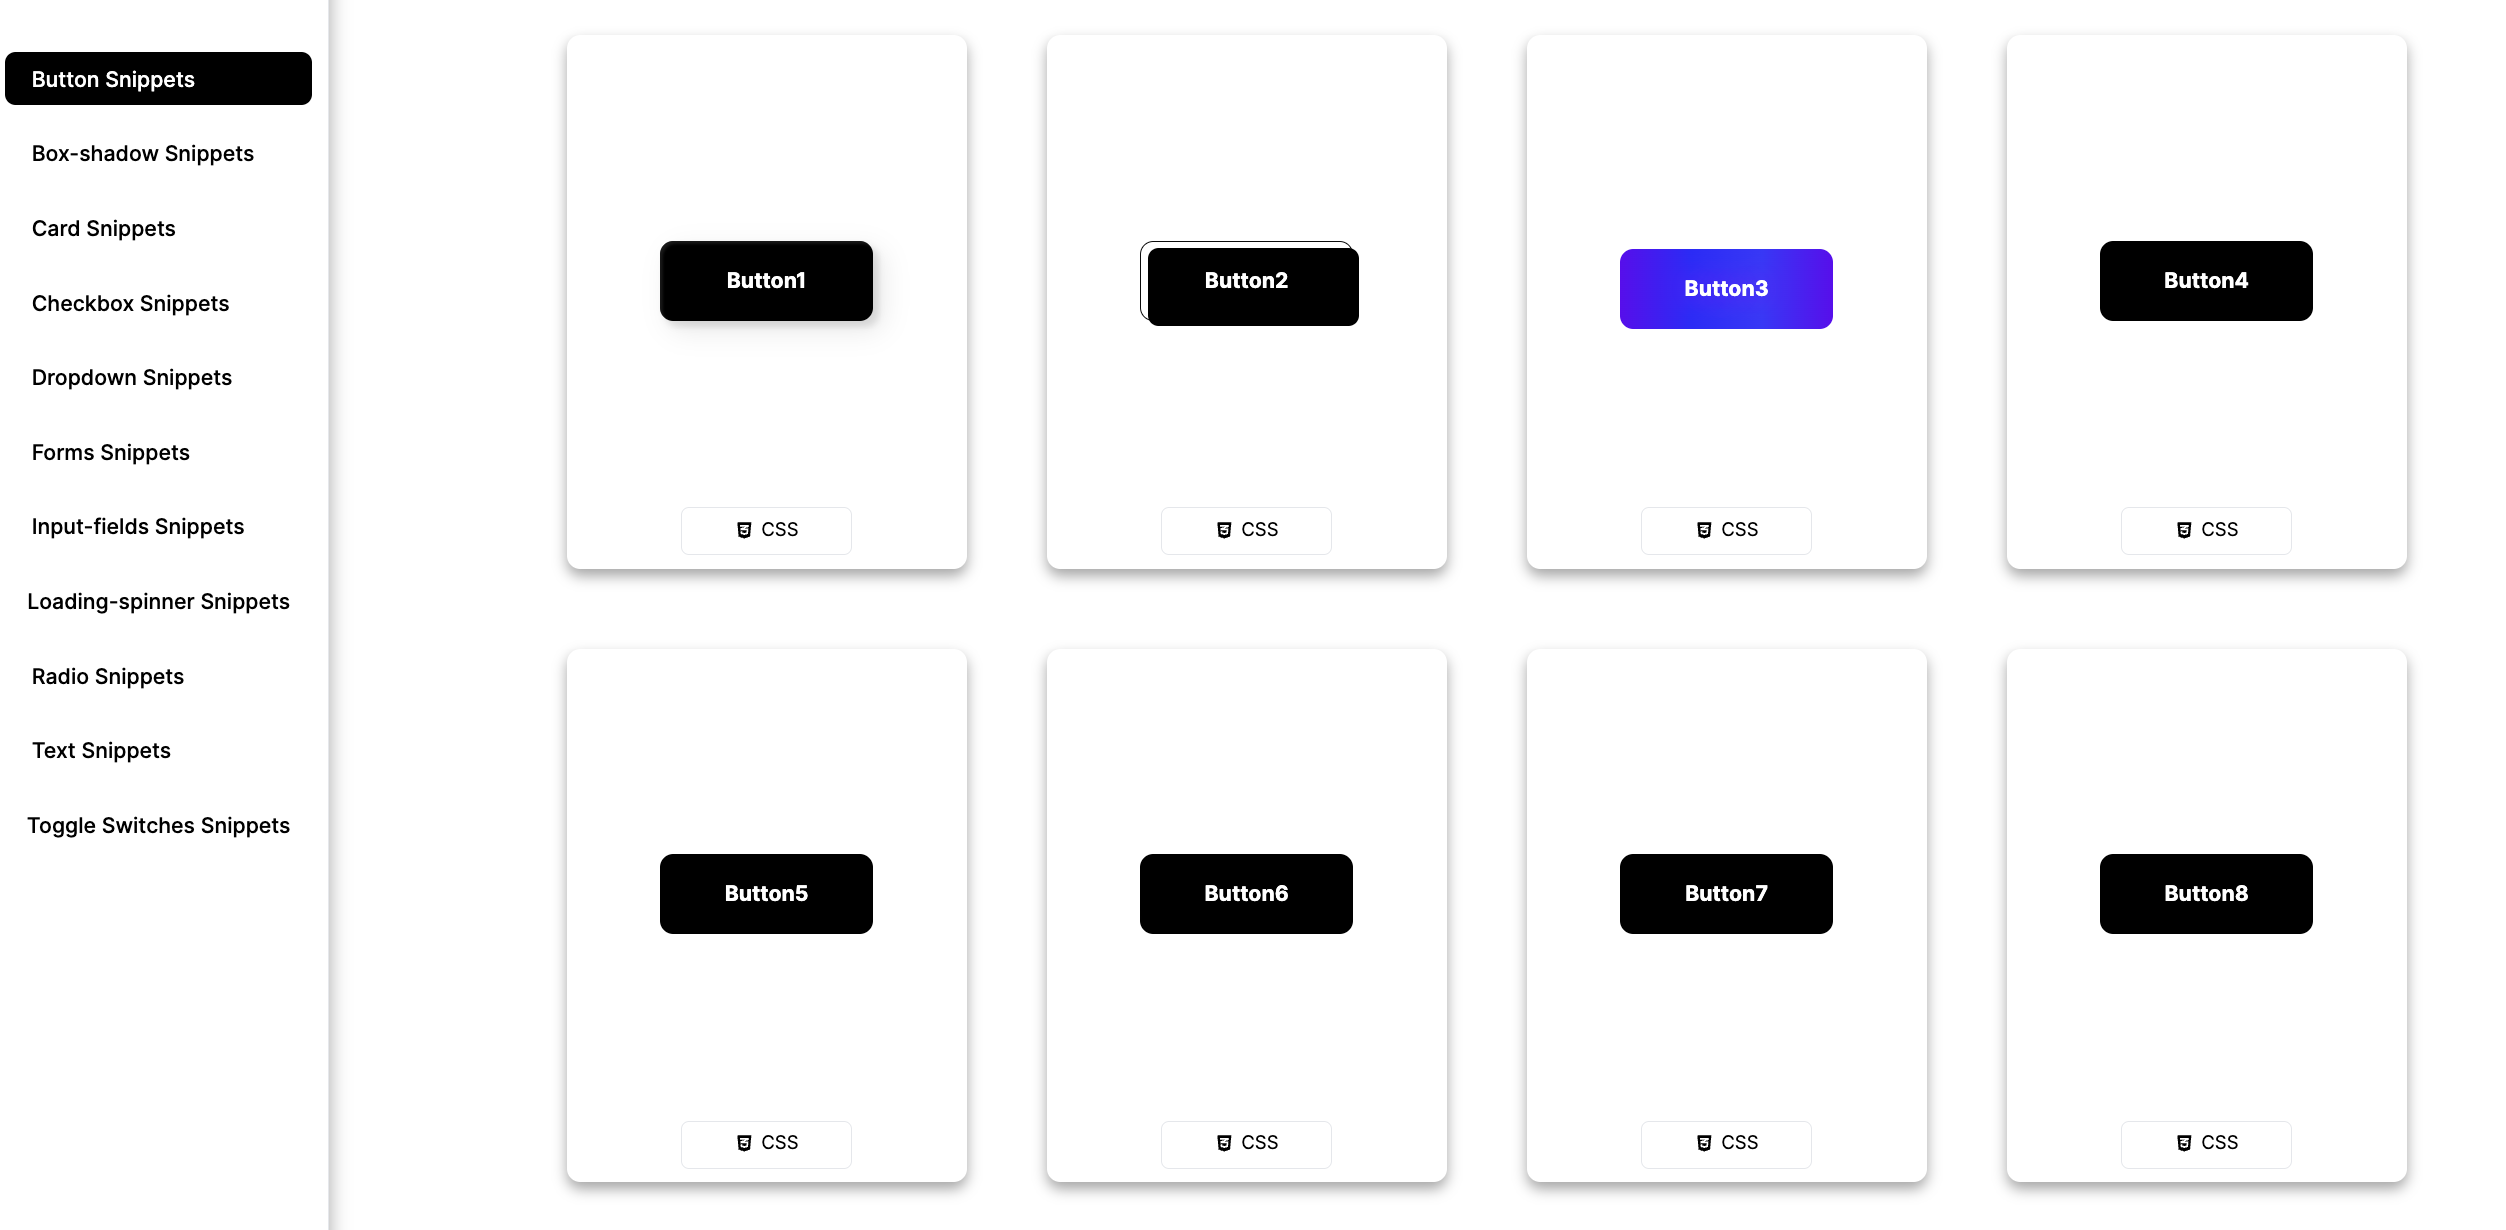 Button Snippets
Box-shadow Snippets
Card Snippets
Checkbox Snippets
Dropdown Snippets
Forms Snippets
Input-fields Snippets
Loading-spinner Snippets
Radio Snippets
Text Snippets
Toggle Switches Snippets
Button1
Button2
Button3
Button4
CSS
CSS
CSS
CSS
Button5
Button6
Button7
Button8
CSS
CSS
CSS
CSS